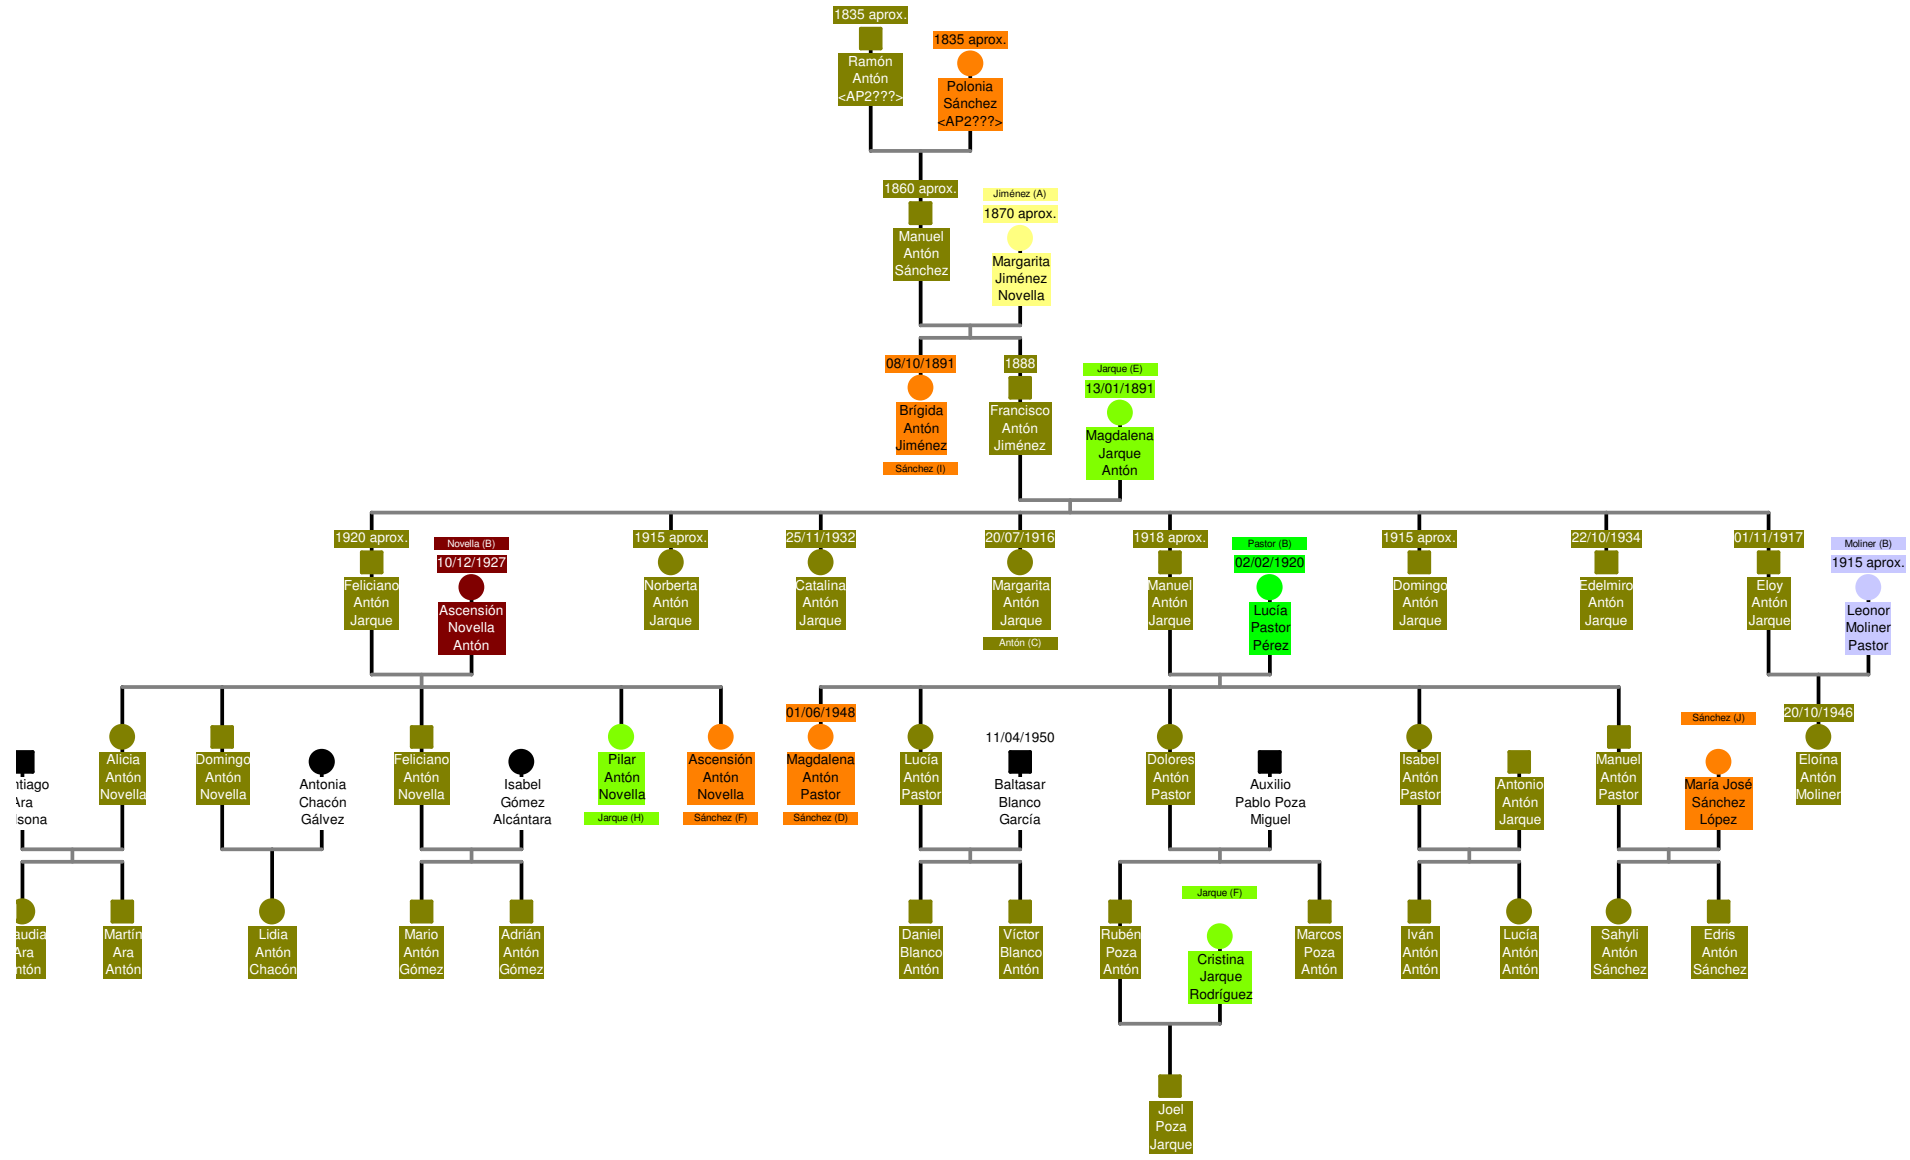 1835 aprox.
Ramón
Antón
<AP2???>
1835 aprox.
Polonia
Sánchez
<AP2???>
1860 aprox.
Manuel
Antón
Sánchez
Jiménez (A)
1870 aprox.
Margarita
Jiménez
Novella
08/10/1891
Brígida
Antón
Jiménez
Sánchez (I)
1888
Francisco
Antón
Jiménez
Jarque (E)
13/01/1891
Magdalena
Jarque
Antón
1920 aprox.
Feliciano
Antón
Jarque
Novella (B)
10/12/1927
Ascensión
Novella
Antón
1915 aprox.
Norberta
Antón
Jarque
25/11/1932
Catalina
Antón
Jarque
20/07/1916
Margarita
Antón
Jarque
Antón (C)
1918 aprox.
Manuel
Antón
Jarque
Pastor (B)
02/02/1920
Lucía
Pastor
Pérez
1915 aprox.
Domingo
Antón
Jarque
22/10/1934
Edelmiro
Antón
Jarque
01/11/1917
Eloy
Antón
Jarque
Moliner (B)
1915 aprox.
Leonor
Moliner
Pastor
ntiago
Ara
sona
Alicia
Antón
Novella
Domingo
Antón
Novella
Antonia
Chacón
Gálvez
Feliciano
Antón
Novella
Isabel
Gómez
Alcántara
Pilar
Antón
Novella
Jarque (H)
Ascensión
Antón
Novella
Sánchez (F)
01/06/1948
Magdalena
Antón
Pastor
Sánchez (D)
Lucía
Antón
Pastor
11/04/1950
Baltasar
Blanco
García
Dolores
Antón
Pastor
Auxilio
Pablo Poza
Miguel
Isabel
Antón
Pastor
Antonio
Antón
Jarque
Manuel
Antón
Pastor
Sánchez (J)
María José
Sánchez
López
20/10/1946
Eloína
Antón
Moliner
audia
Ara
ntón
Martín
Ara
Antón
Lidia
Antón
Chacón
Mario
Antón
Gómez
Adrián
Antón
Gómez
Daniel
Blanco
Antón
Víctor
Blanco
Antón
Rubén
Poza
Antón
Jarque (F)
Cristina
Jarque
Rodríguez
Marcos
Poza
Antón
Iván
Antón
Antón
Lucía
Antón
Antón
Sahyli
Antón
Sánchez
Edris
Antón
Sánchez
Joel
Poza
Jarque